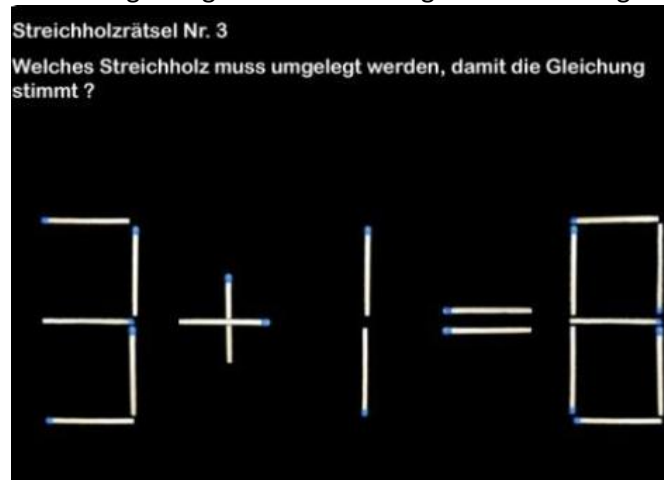 Streichholzrätsel Nr. 3
Welches Streichholz muss umgelegt werden, damit die Gleichung
stimmt ?
3 + 1 = 8